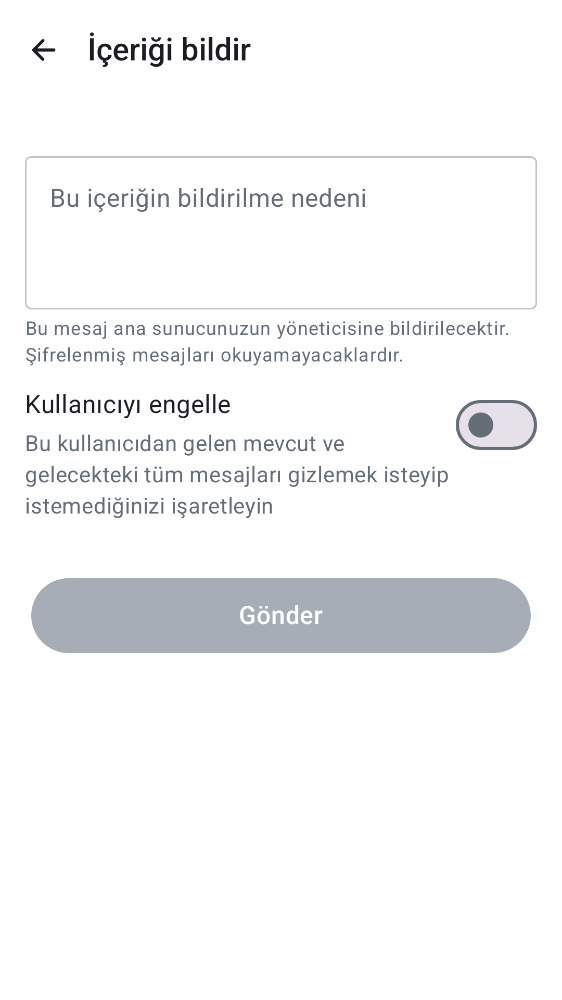 İçeriği bildir
Bu içeriğin bildirilme nedeni
Bu mesaj ana sunucunuzun yöneticisine bildirilecektir.
Şifrelenmiş mesajları okuyamayacaklardır.
Kullanıcıyı engelle
Bu kullanıcıdan gelen mevcut ve
gelecekteki tüm mesajları gizlemek isteyip
istemediğinizi işaretleyin
Gönder